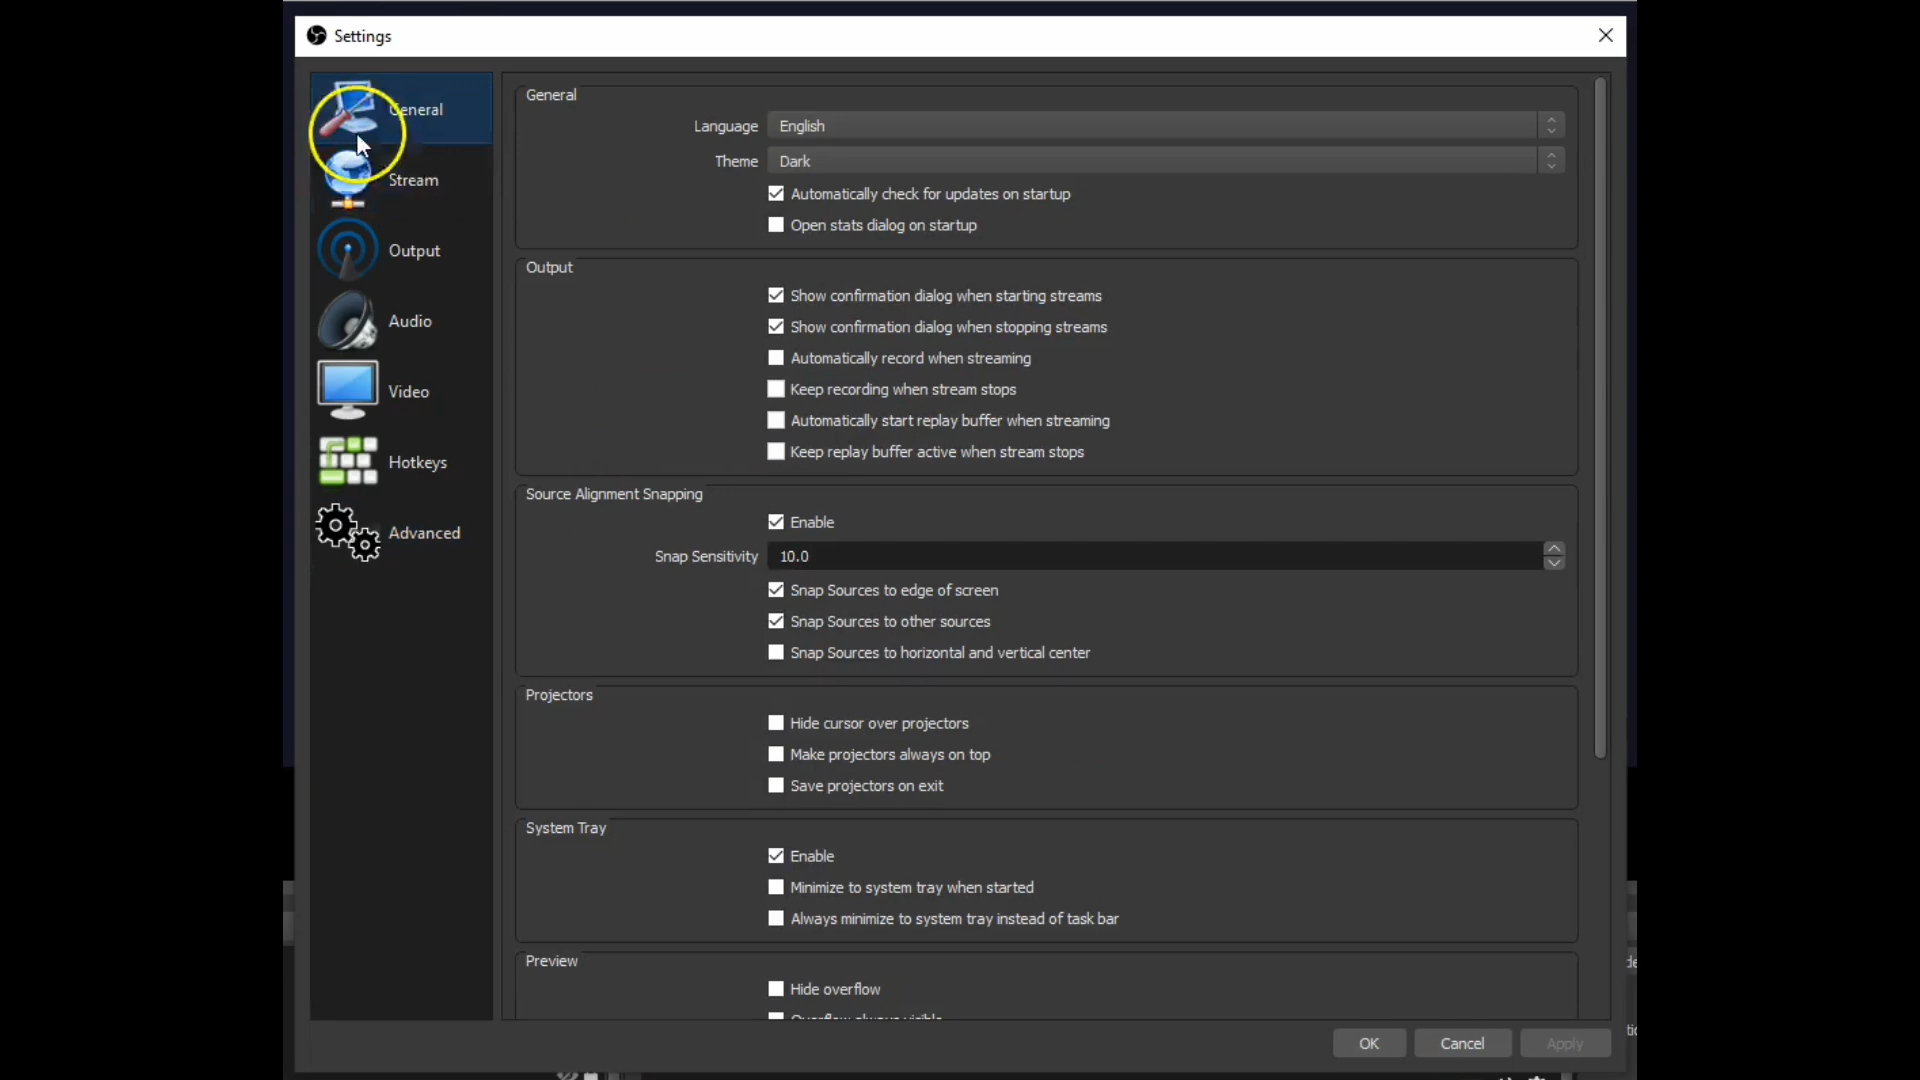 Settings
General
Stream
Output
Audio
Video
Hotkeys
Advanced
General
Language English
Theme Dark
Automatically check for updates on startup
Open stats dialog on startup
Output
Show confirmation dialog when starting streams
Show confirmation dialog when stopping streams
Automatically record when streaming
Keep recording when stream stops
Automatically start replay buffer when streaming
Keep replay buffer active when stream stops
Source Alignment Snapping
Enable
Snap Sensitivity 10.0
Snap Sources to edge of screen
Snap Sources to other sources
Snap Sources to horizontal and vertical center
Projectors
Hide cursor over projectors
Make projectors always on top
Save projectors on exit
System Tray
Enable
Minimize to system tray when started
Always minimize to system tray instead of task bar
Preview
Hide overflow
Overflow always visible
OK Cancel Apply